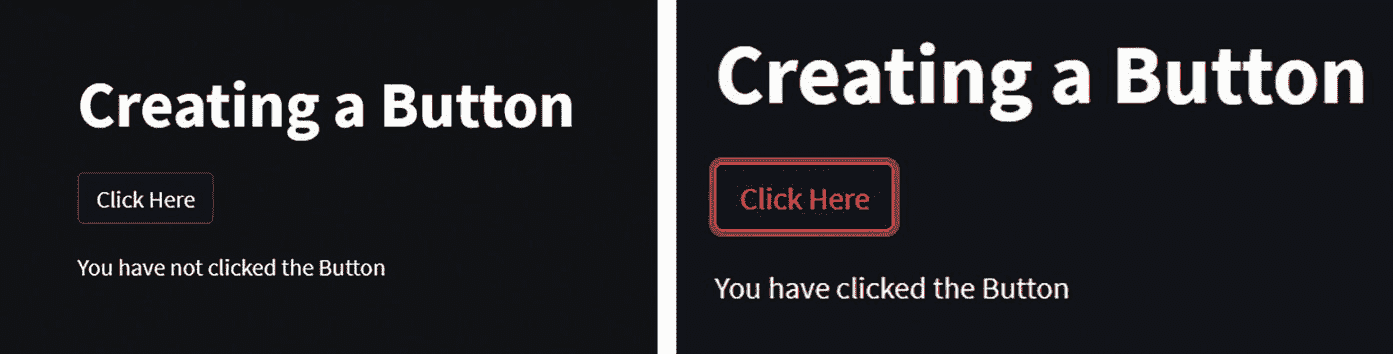 Creating a Button
Click Here
You have not clicked the Button
Creating a Button
Click Here
You have clicked the Button